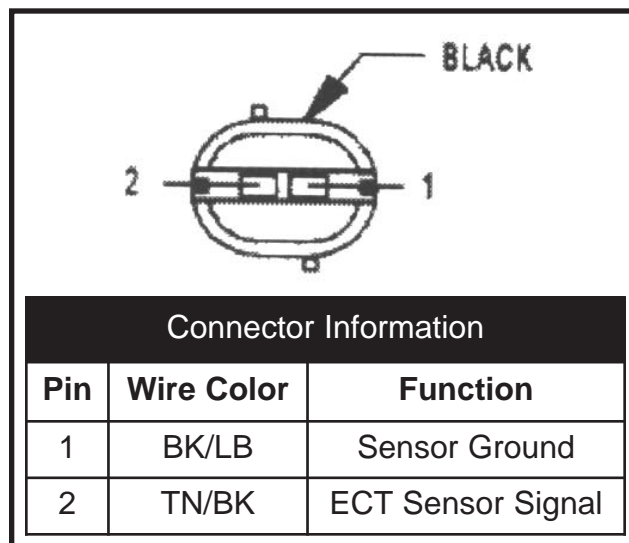 BLACK
2 1
Connector Information
Pin Wire Color Function
1 BK/LB Sensor Ground
2 TN/BK ECT Sensor Signal